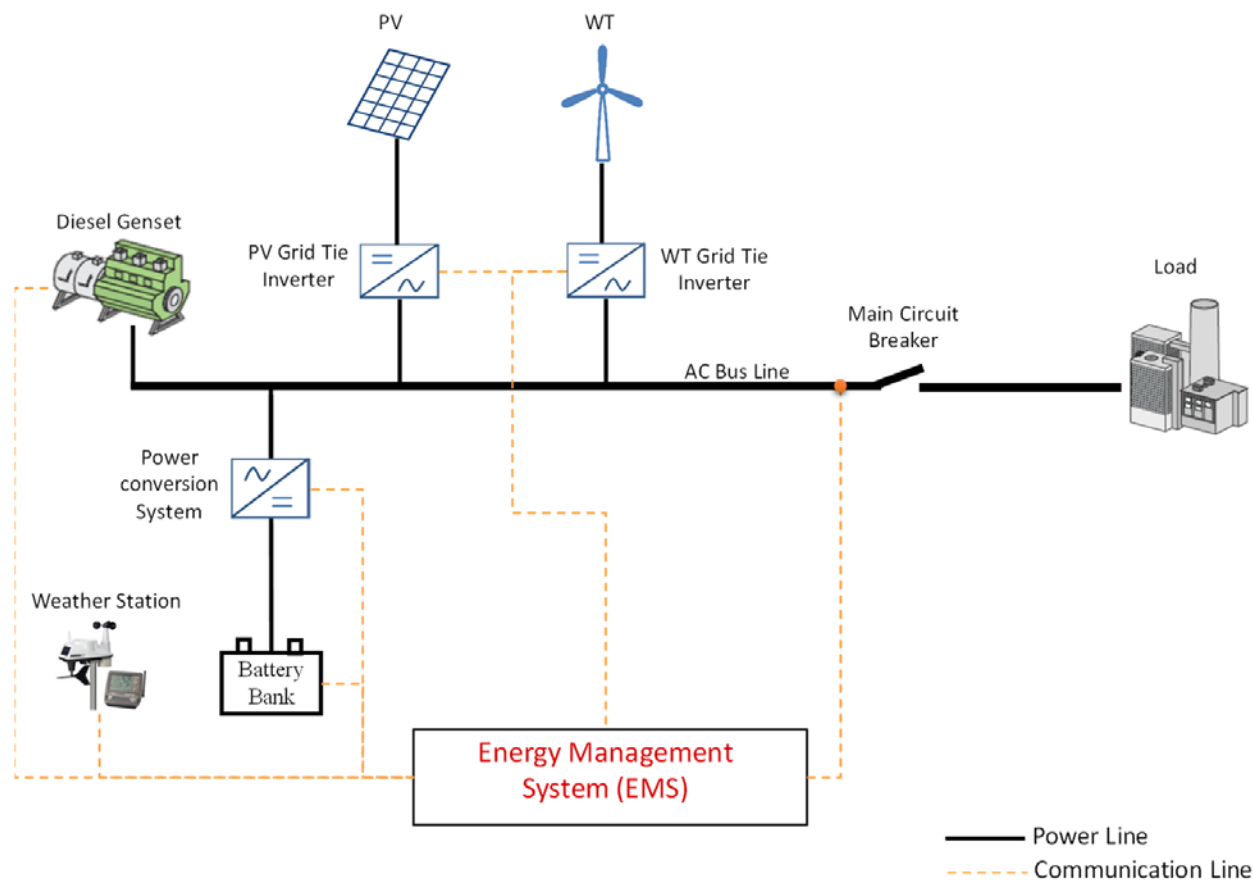 PV
WT
Diesel Genset
PV Grid Tie
Inverter
WT Grid Tie
Inverter
Load
Main Circuit
Breaker
AC Bus Line
Power
conversion
System
Weather Station
Battery
Bank
Energy Management
System (EMS)
Power Line
Communication Line